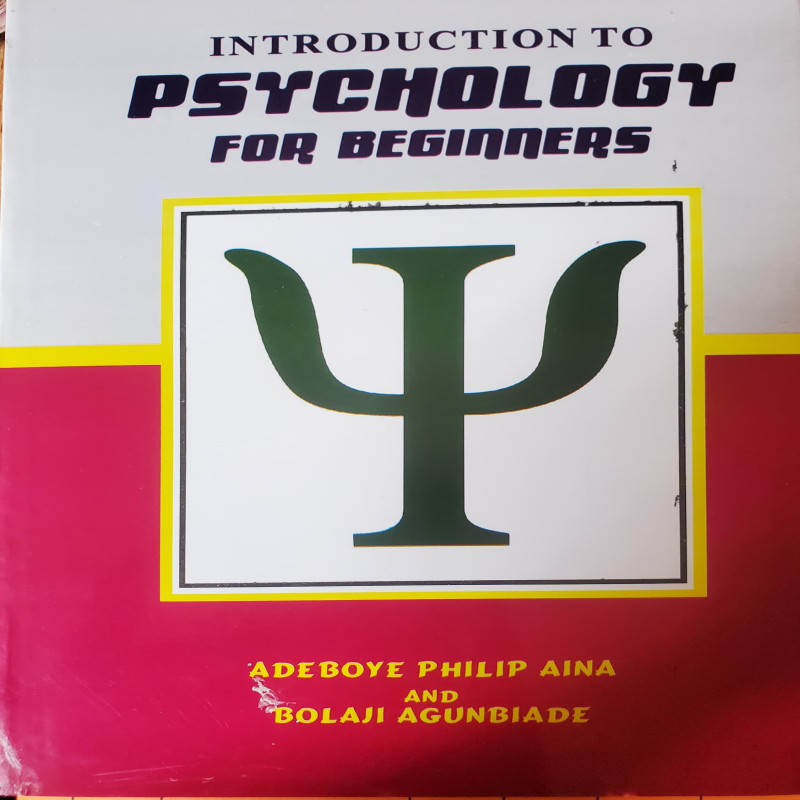 INTRODUCTION TO
PSYCHOLOGY
FOR BEGINNERS
Ψ
ADEBOYE PHILIP AINA
AND
BOLAJI AGUNBIADE